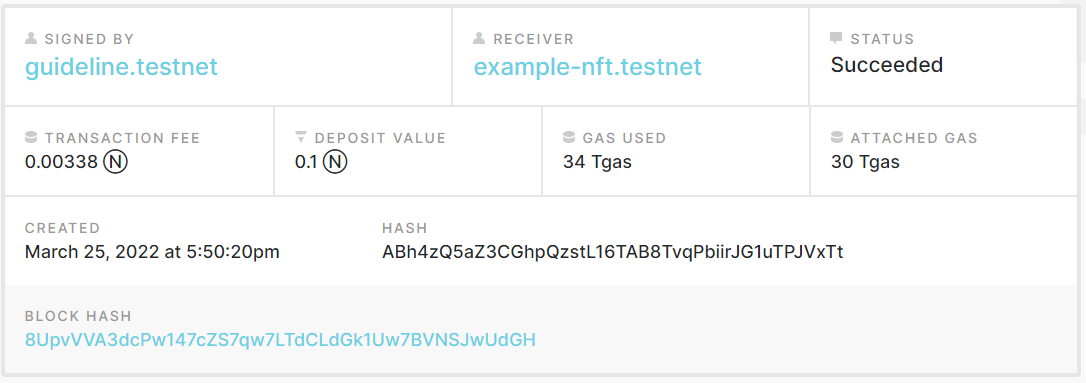 SIGNED BY
guideline.testnet
RECEIVER
example-nft.testnet
STATUS
Succeeded
TRANSACTION FEE
0.00338 Ⓝ
DEPOSIT VALUE
0.1 Ⓝ
GAS USED
34 Tgas
ATTACHED GAS
30 Tgas
CREATED
March 25, 2022 at 5:50:20pm
HASH
ABh4zQ5aZ3CGhpQzstL16TAB8TvqPbiirJG1uTPJVxTt
BLOCK HASH
8UpvVVA3dcPw147cZS7qw7LTdCLdGk1Uw7BVNSJwUdGH